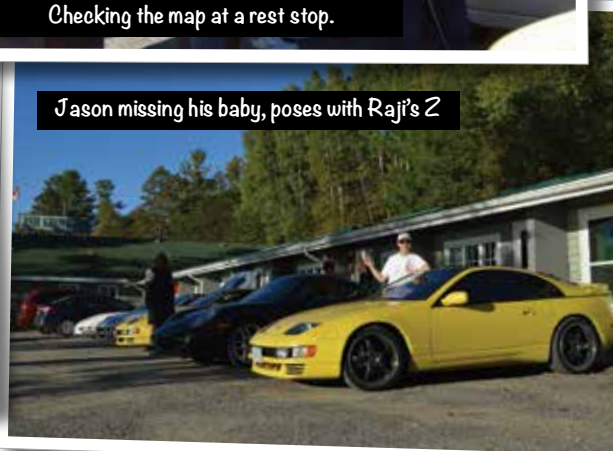 Checking the map at a rest stop.
Jason missing his baby, poses with Raji's Z